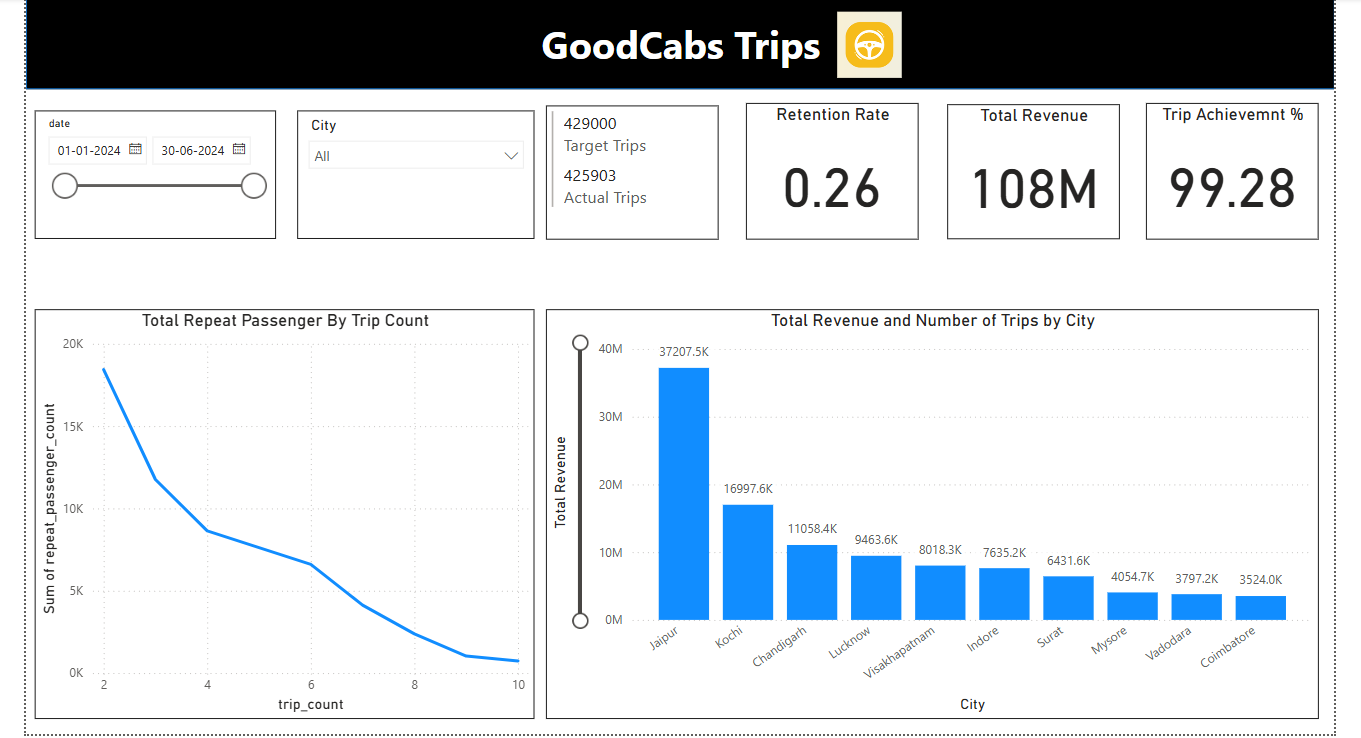 GoodCabs Trips
date
01-01-2024
30-06-2024
City
All
429000
Target Trips
425903
Actual Trips
Retention Rate
0.26
Total Revenue
108M
Trip Achievemnt %
99.28
Total Repeat Passenger By Trip Count
Sum of repeat_passenger_count
20K
15K
10K
5K
0K
2 4 6 8 10
trip_count
Total Revenue and Number of Trips by City
Total Revenue
40M
30M
20M
10M
0M
37207.5K
16997.6K
11058.4K
9463.6K
8018.3K
7635.2K
6431.6K
4054.7K
3797.2K
3524.0K
Jaipur
Kochi
Chandigarh
Lucknow
Visakhapatnam
Indore
Surat
Mysore
Vadodara
Coimbatore
City